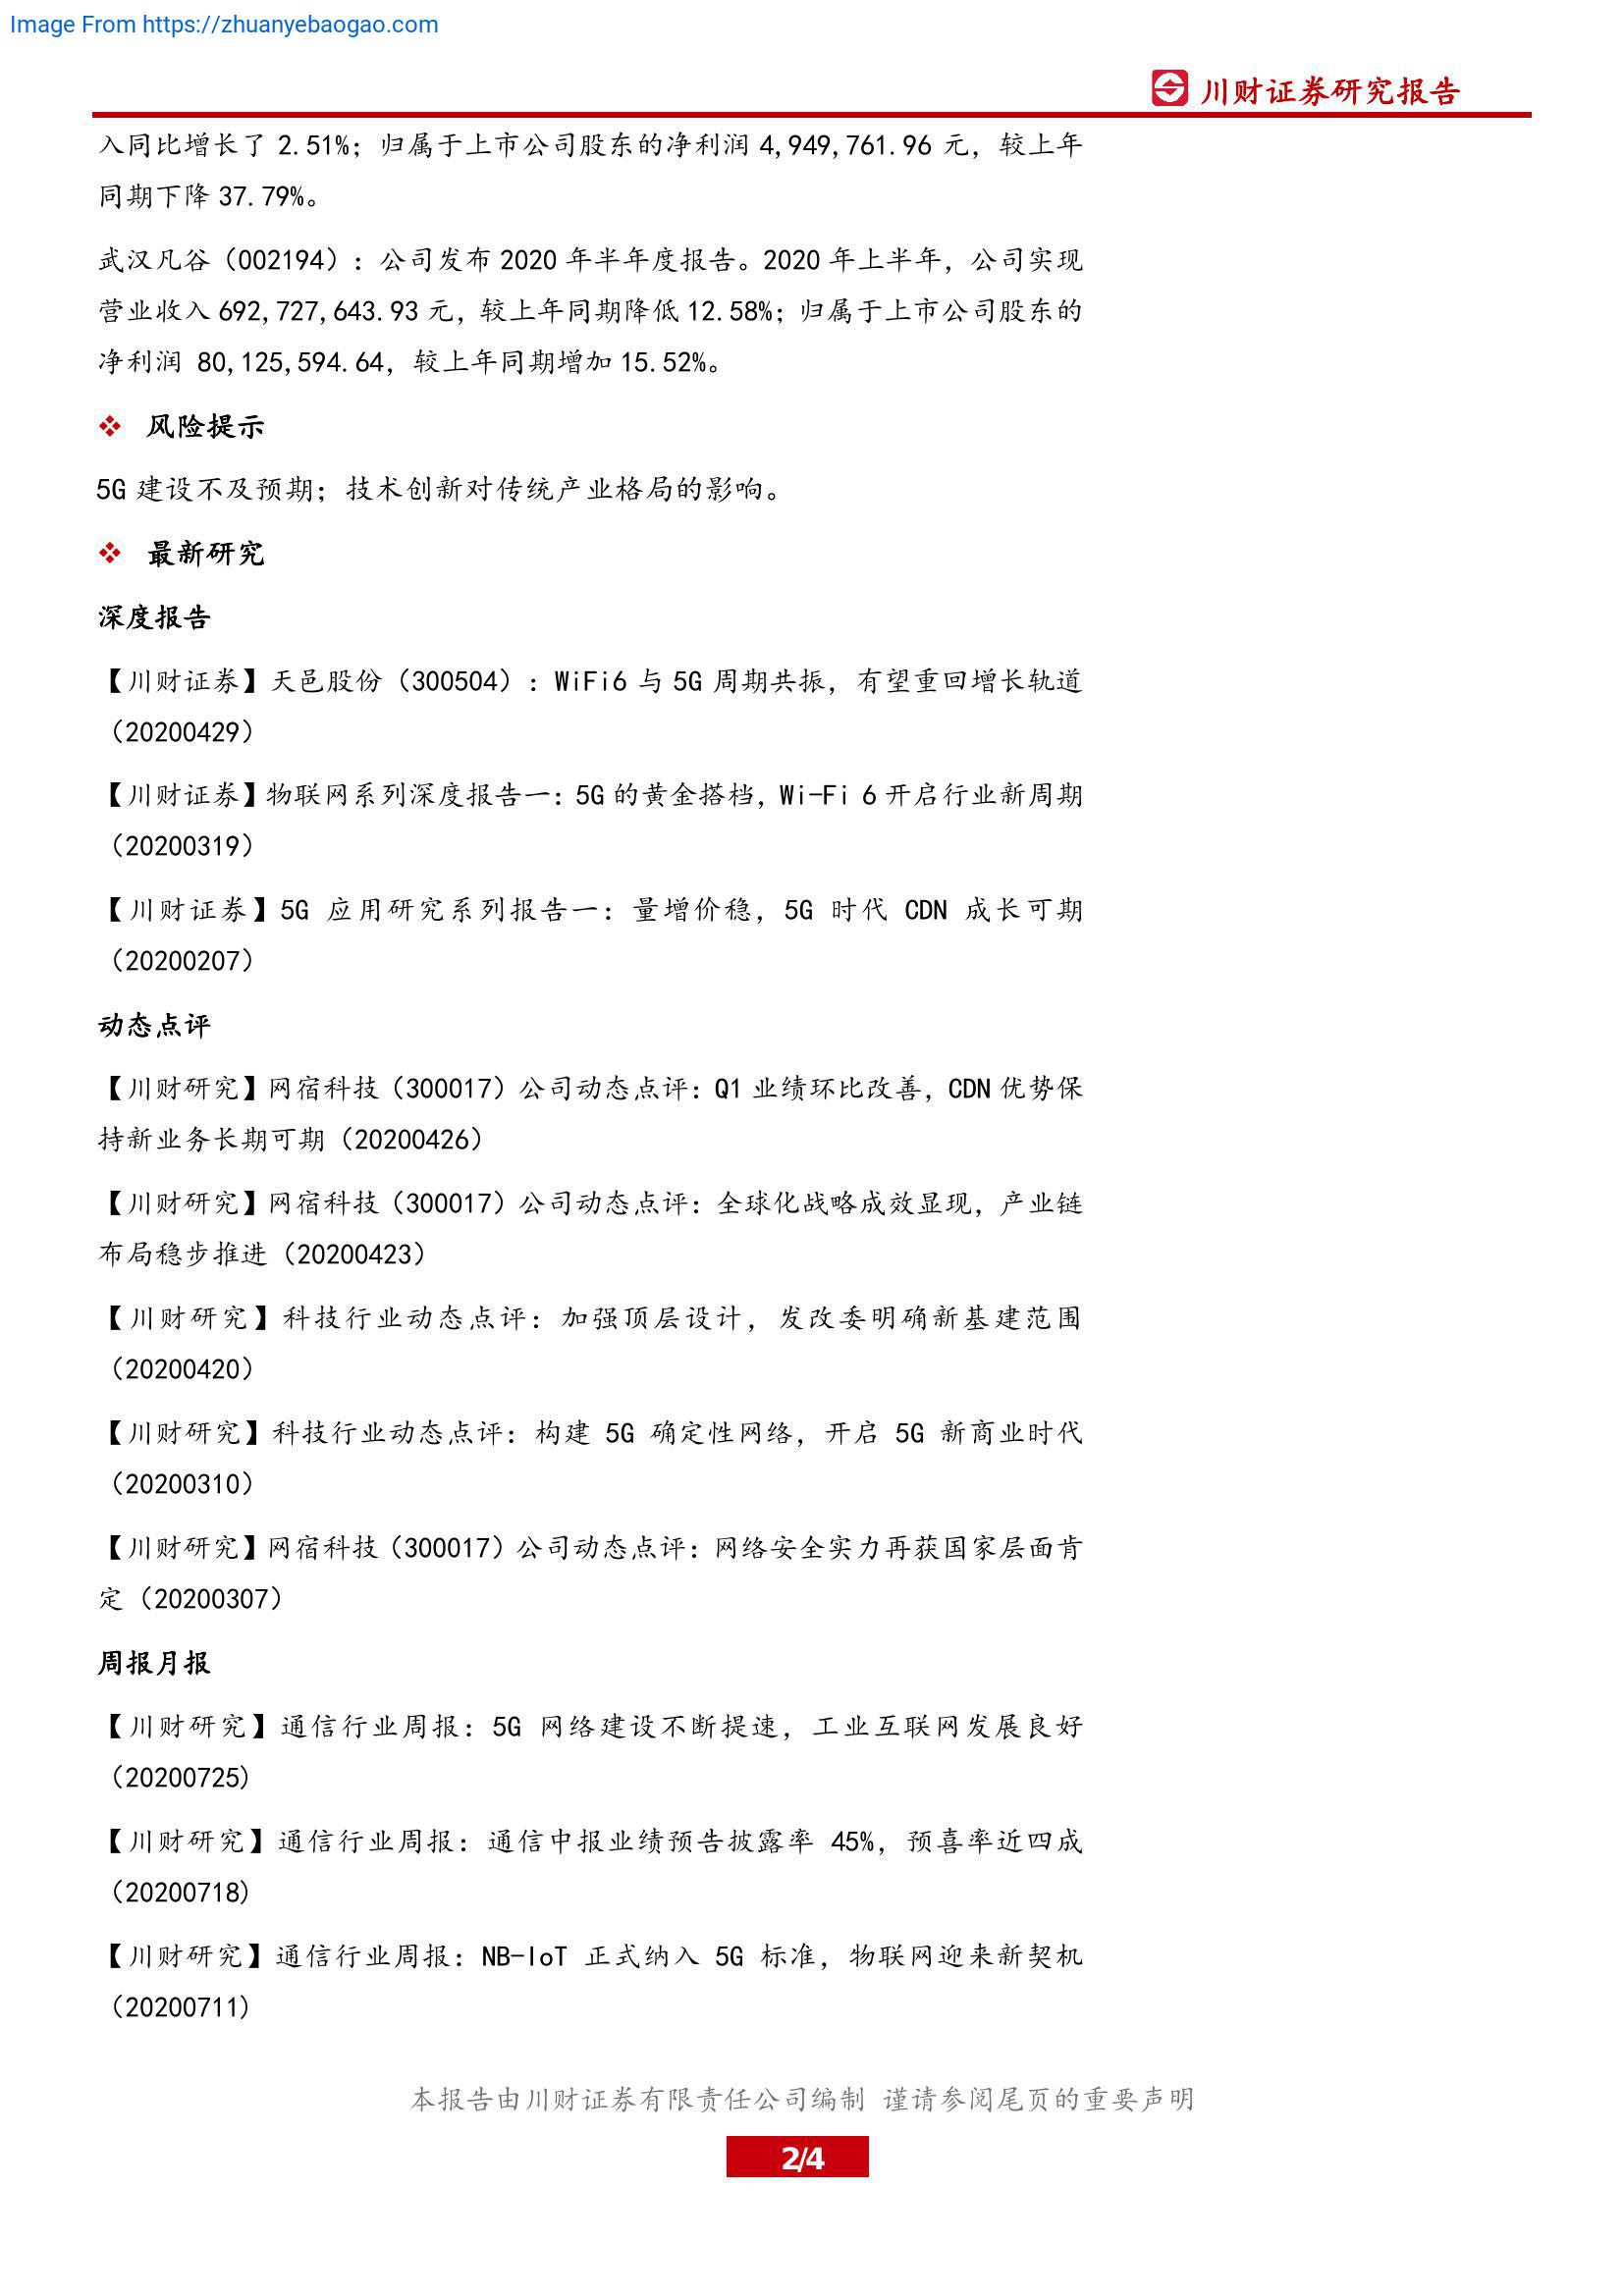 Image From https://zhuanyebaogao.com
川财证券研究报告
入同比增长了 2.51%；归属于上市公司股东的净利润 4,949,761.96 元，较上年
同期下降 37.79%。
武汉凡谷（002194）：公司发布 2020 年半年度报告。2020 年上半年，公司实现
营业收入 692,727,643.93 元，较上年同期降低 12.58%；归属于上市公司股东的
净利润 80,125,594.64，较上年同期增加 15.52%。
❖ 风险提示
5G 建设不及预期；技术创新对传统产业格局的影响。
❖ 最新研究
深度报告
【川财证券】天邑股份（300504）：WiFi6 与 5G 周期共振，有望重回增长轨道
（20200429）
【川财证券】物联网系列深度报告一：5G 的黄金搭档，Wi-Fi 6 开启行业新周期
（20200319）
【川财证券】5G 应用研究系列报告一：量增价稳，5G 时代 CDN 成长可期
（20200207）
动态点评
【川财研究】网宿科技（300017）公司动态点评：Q1 业绩环比改善，CDN 优势保
持新业务长期可期（20200426）
【川财研究】网宿科技（300017）公司动态点评：全球化战略成效显现，产业链
布局稳步推进（20200423）
【川财研究】科技行业动态点评：加强顶层设计，发改委明确新基建范围
（20200420）
【川财研究】科技行业动态点评：构建 5G 确定性网络，开启 5G 新商业时代
（20200310）
【川财研究】网宿科技（300017）公司动态点评：网络安全实力再获国家层面肯
定（20200307）
周报月报
【川财研究】通信行业周报：5G 网络建设不断提速，工业互联网发展良好
（20200725)
【川财研究】通信行业周报：通信中报业绩预告披露率 45%，预喜率近四成
（20200718)
【川财研究】通信行业周报：NB-IoT 正式纳入 5G 标准，物联网迎来新契机
（20200711)
本报告由川财证券有限责任公司编制 谨请参阅尾页的重要声明
2/4